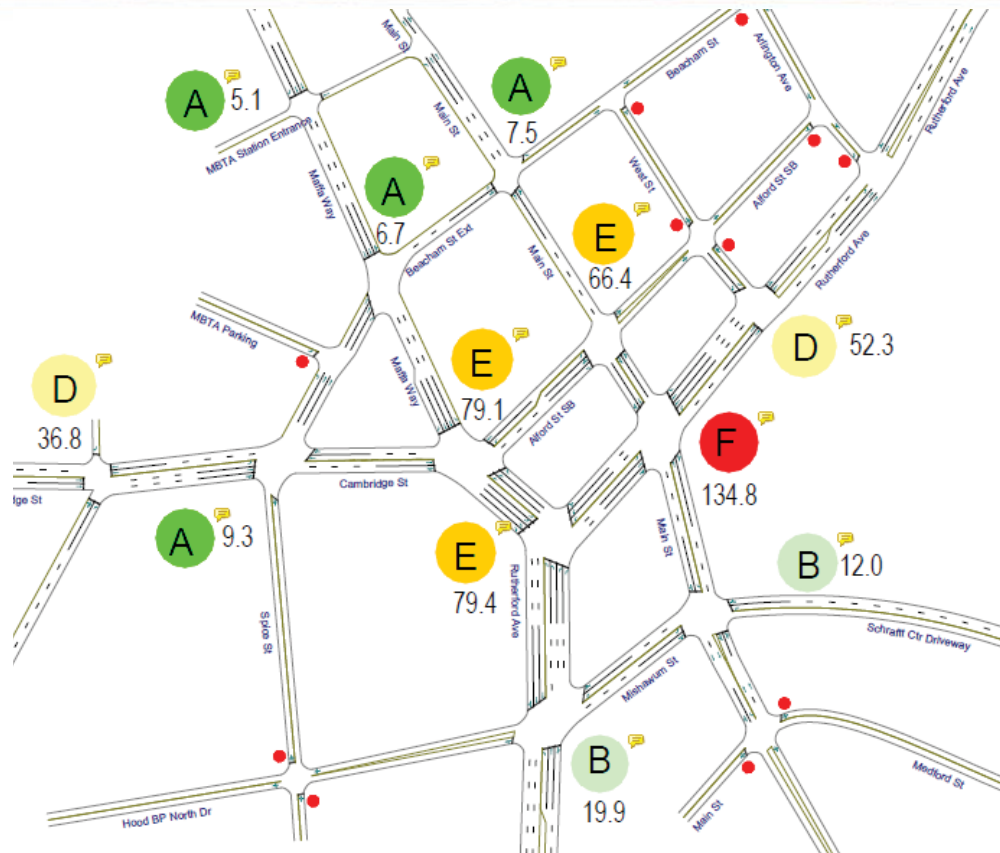 Main St
Beacham St
Arlington Ave
Rutherford Ave
A
5.1
A
7.5
Main St
MBTA Station Entrance
West St
Alford St SB
Maffa Way
A
6.7
Beacham St Ext
Main St
E
66.4
Rutherford Ave
MBTA Parking
D
52.3
D
36.8
E
79.1
Maffa Way
Alford St SB
F
134.8
dge St
Cambridge St
A
9.3
E
79.4
Main St
B
12.0
Rutherford Ave
Spice St
Schrafft Ctr Driveway
Mishawum St
B
19.9
Medford St
Main St
Hood BP North Dr